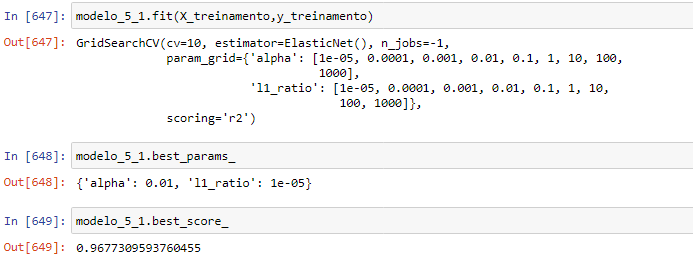 In [647]: modelo_5_1.fit(X_treinamento,y_treinamento)
Out[647]: GridSearchCV(cv=10, estimator=ElasticNet(), n_jobs=-1,
param_grid={'alpha': [1e-05, 0.0001, 0.001, 0.01, 0.1, 1, 10, 100,
1000],
'l1_ratio': [1e-05, 0.0001, 0.001, 0.01, 0.1, 1, 10,
100, 1000]},
scoring='r2')
In [648]: modelo_5_1.best_params_
Out[648]: {'alpha': 0.01, 'l1_ratio': 1e-05}
In [649]: modelo_5_1.best_score_
Out[649]: 0.9677309593760455